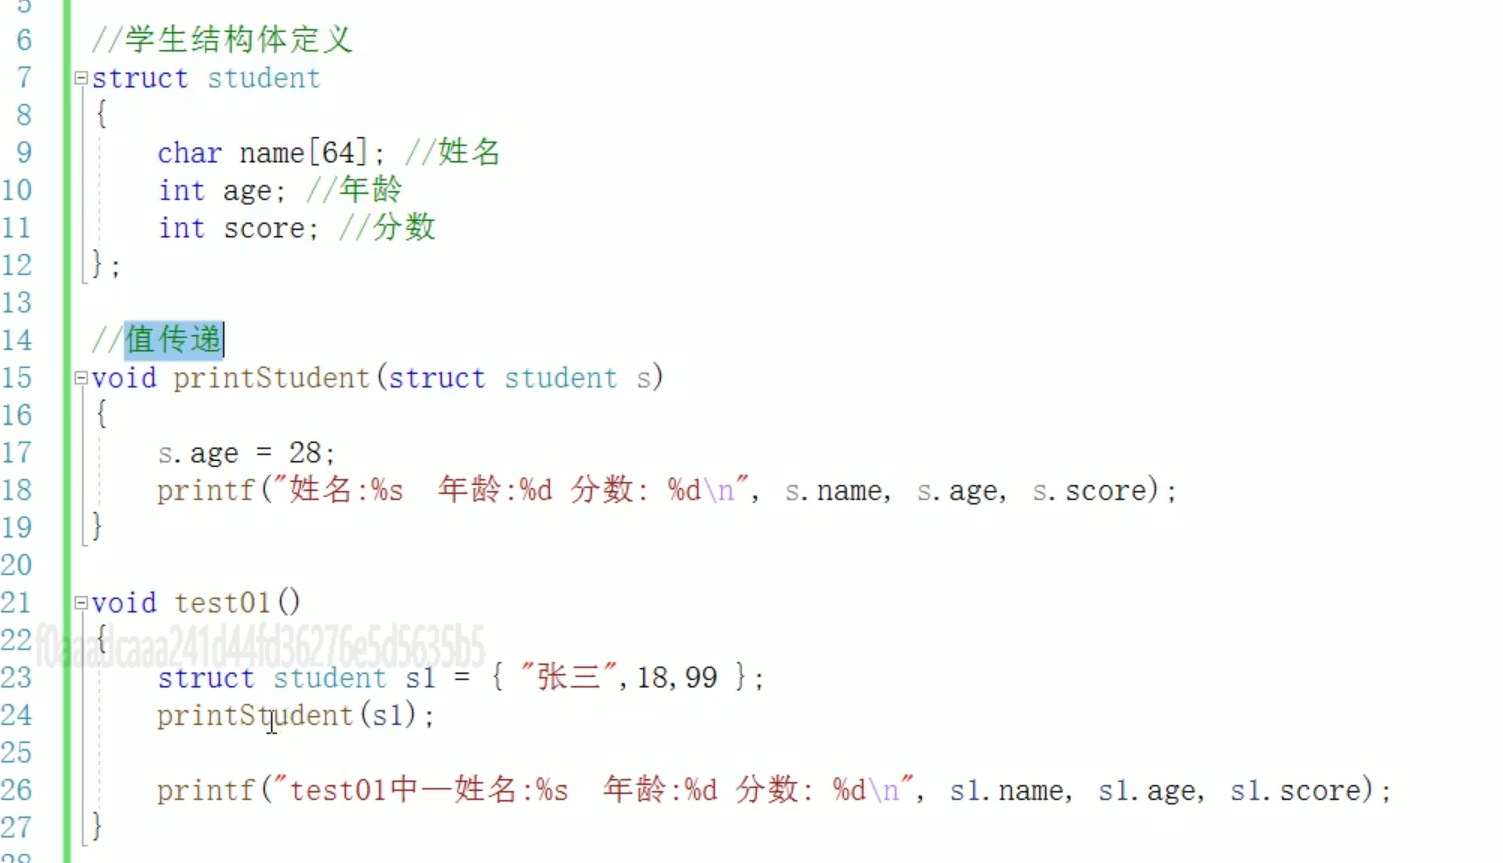 5
6 //学生结构体定义
7 struct student
8 {
9 char name[64]; //姓名
10 int age; //年龄
11 int score; //分数
12 };
13
14 //值传递
15 void printStudent(struct student s)
16 {
17 s.age = 28;
18 printf("姓名:%s  年龄:%d 分数: %d\n", s.name, s.age, s.score);
19 }
20
21 void test01()
22 {
f0aaadcaaa241d44fd36276e5d5635b5
23 struct student s1 = { "张三",18,99 };
24 printStudent(s1);
25
26 printf("test01中—姓名:%s  年龄:%d 分数: %d\n", s1.name, s1.age, s1.score);
27 }
28